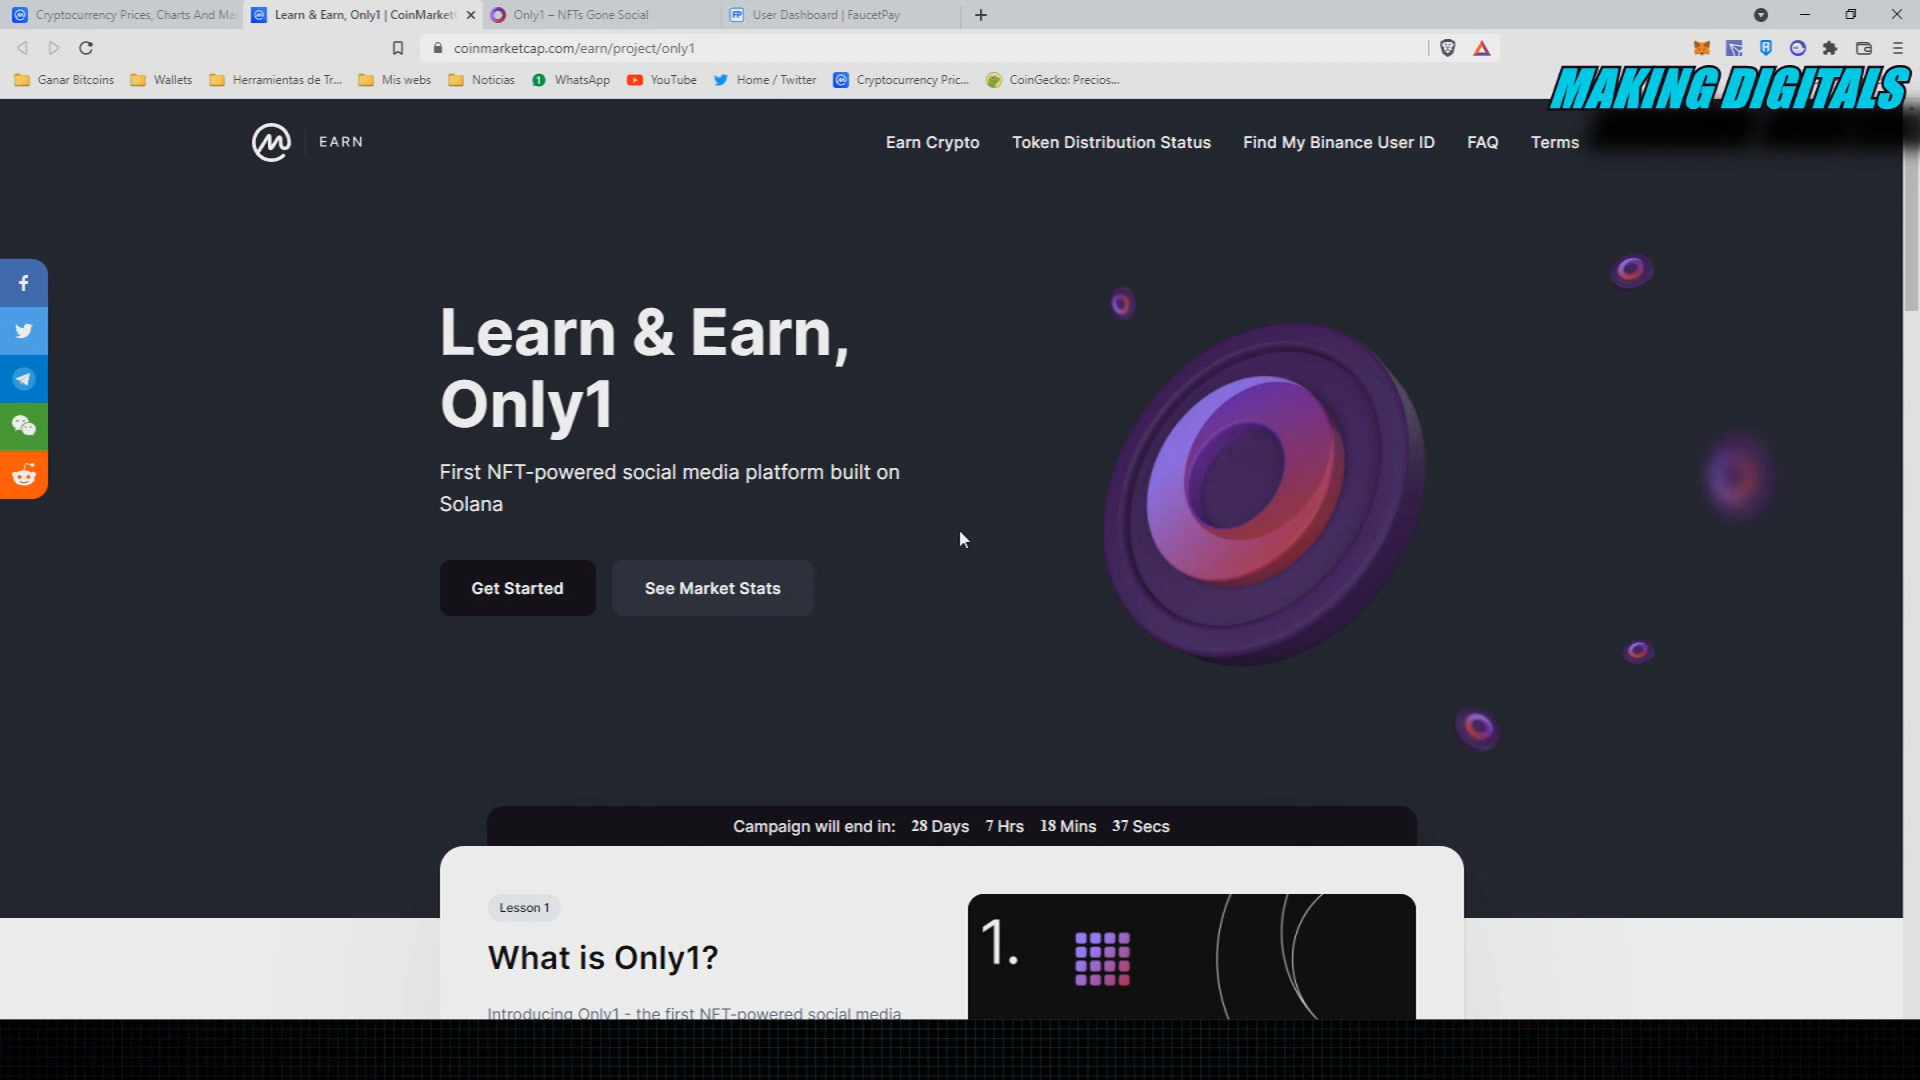 Cryptocurrency Prices, Charts And Ma
Learn & Earn, Only1 | CoinMarketC
Only1 – NFTs Gone Social
User Dashboard | FaucetPay
coinmarketcap.com/earn/project/only1
Ganar Bitcoins
Wallets
Herramientas de Tr...
Mis webs
Noticias
WhatsApp
YouTube
Home / Twitter
Cryptocurrency Pric...
CoinGecko: Precios...
MAKING DIGITALS
EARN
Earn Crypto
Token Distribution Status
Find My Binance User ID
FAQ
Terms
Learn & Earn,
Only1
First NFT-powered social media platform built on
Solana
Get Started
See Market Stats
Campaign will end in: 28 Days 7 Hrs 18 Mins 37 Secs
Lesson 1
What is Only1?
Introducing Only1 - the first NFT-powered social media
1.